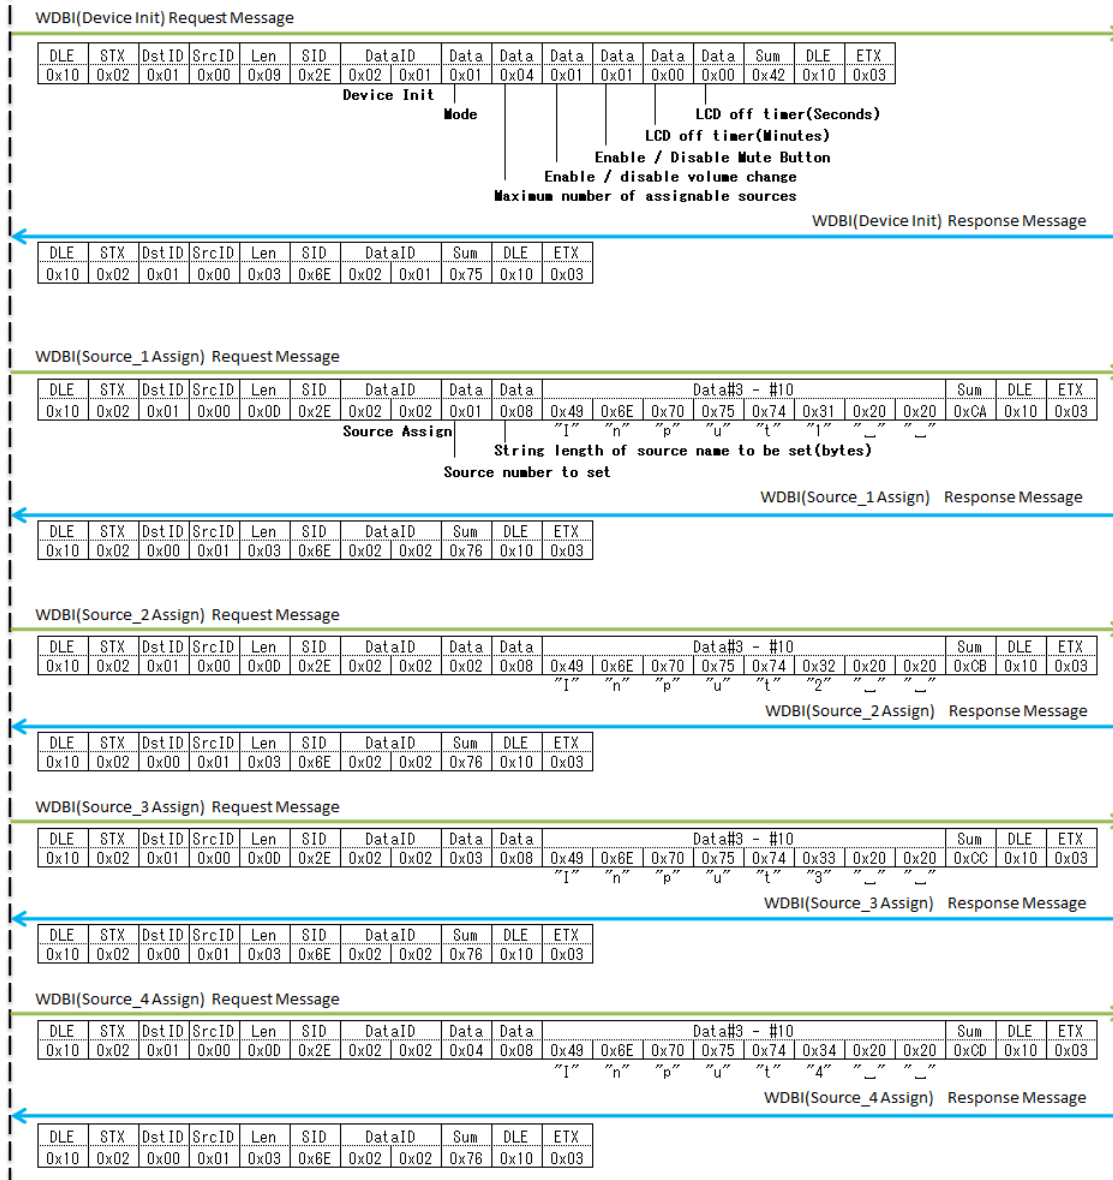 WDBI(Device Init) Request Message
DLE STX DstID SrcID Len SID DataID Data Data Data Data Data Data Sum DLE ETX
0x10 0x02 0x01 0x00 0x09 0x2E 0x02 0x01 0x01 0x04 0x01 0x01 0x00 0x00 0x42 0x10 0x03
Device Init
Mode
LCD off timer(Seconds)
LCD off timer(Minutes)
Enable / Disable Mute Button
Enable / disable volume change
Maximum number of assignable sources
WDBI(Device Init) Response Message
DLE STX DstID SrcID Len SID DataID Sum DLE ETX
0x10 0x02 0x01 0x00 0x03 0x6E 0x02 0x01 0x75 0x10 0x03
WDBI(Source_1 Assign) Request Message
DLE STX DstID SrcID Len SID DataID Data Data Data#3 - #10 Sum DLE ETX
0x10 0x02 0x01 0x00 0x0D 0x2E 0x02 0x02 0x01 0x08 0x49 0x6E 0x70 0x75 0x74 0x31 0x20 0x20 0xCA 0x10 0x03
"I" "n" "p" "u" "t" "1" "␣" "␣"
Source Assign
String length of source name to be set(bytes)
Source number to set
WDBI(Source_1 Assign) Response Message
DLE STX DstID SrcID Len SID DataID Sum DLE ETX
0x10 0x02 0x00 0x01 0x03 0x6E 0x02 0x02 0x76 0x10 0x03
WDBI(Source_2 Assign) Request Message
DLE STX DstID SrcID Len SID DataID Data Data Data#3 - #10 Sum DLE ETX
0x10 0x02 0x01 0x00 0x0D 0x2E 0x02 0x02 0x02 0x08 0x49 0x6E 0x70 0x75 0x74 0x32 0x20 0x20 0xCB 0x10 0x03
"I" "n" "p" "u" "t" "2" "␣" "␣"
WDBI(Source_2 Assign) Response Message
DLE STX DstID SrcID Len SID DataID Sum DLE ETX
0x10 0x02 0x00 0x01 0x03 0x6E 0x02 0x02 0x76 0x10 0x03
WDBI(Source_3 Assign) Request Message
DLE STX DstID SrcID Len SID DataID Data Data Data#3 - #10 Sum DLE ETX
0x10 0x02 0x01 0x00 0x0D 0x2E 0x02 0x02 0x03 0x08 0x49 0x6E 0x70 0x75 0x74 0x33 0x20 0x20 0xCC 0x10 0x03
"I" "n" "p" "u" "t" "3" "␣" "␣"
WDBI(Source_3 Assign) Response Message
DLE STX DstID SrcID Len SID DataID Sum DLE ETX
0x10 0x02 0x00 0x01 0x03 0x6E 0x02 0x02 0x76 0x10 0x03
WDBI(Source_4 Assign) Request Message
DLE STX DstID SrcID Len SID DataID Data Data Data#3 - #10 Sum DLE ETX
0x10 0x02 0x01 0x00 0x0D 0x2E 0x02 0x02 0x04 0x08 0x49 0x6E 0x70 0x75 0x74 0x34 0x20 0x20 0xCD 0x10 0x03
"I" "n" "p" "u" "t" "4" "␣" "␣"
WDBI(Source_4 Assign) Response Message
DLE STX DstID SrcID Len SID DataID Sum DLE ETX
0x10 0x02 0x00 0x01 0x03 0x6E 0x02 0x02 0x76 0x10 0x03